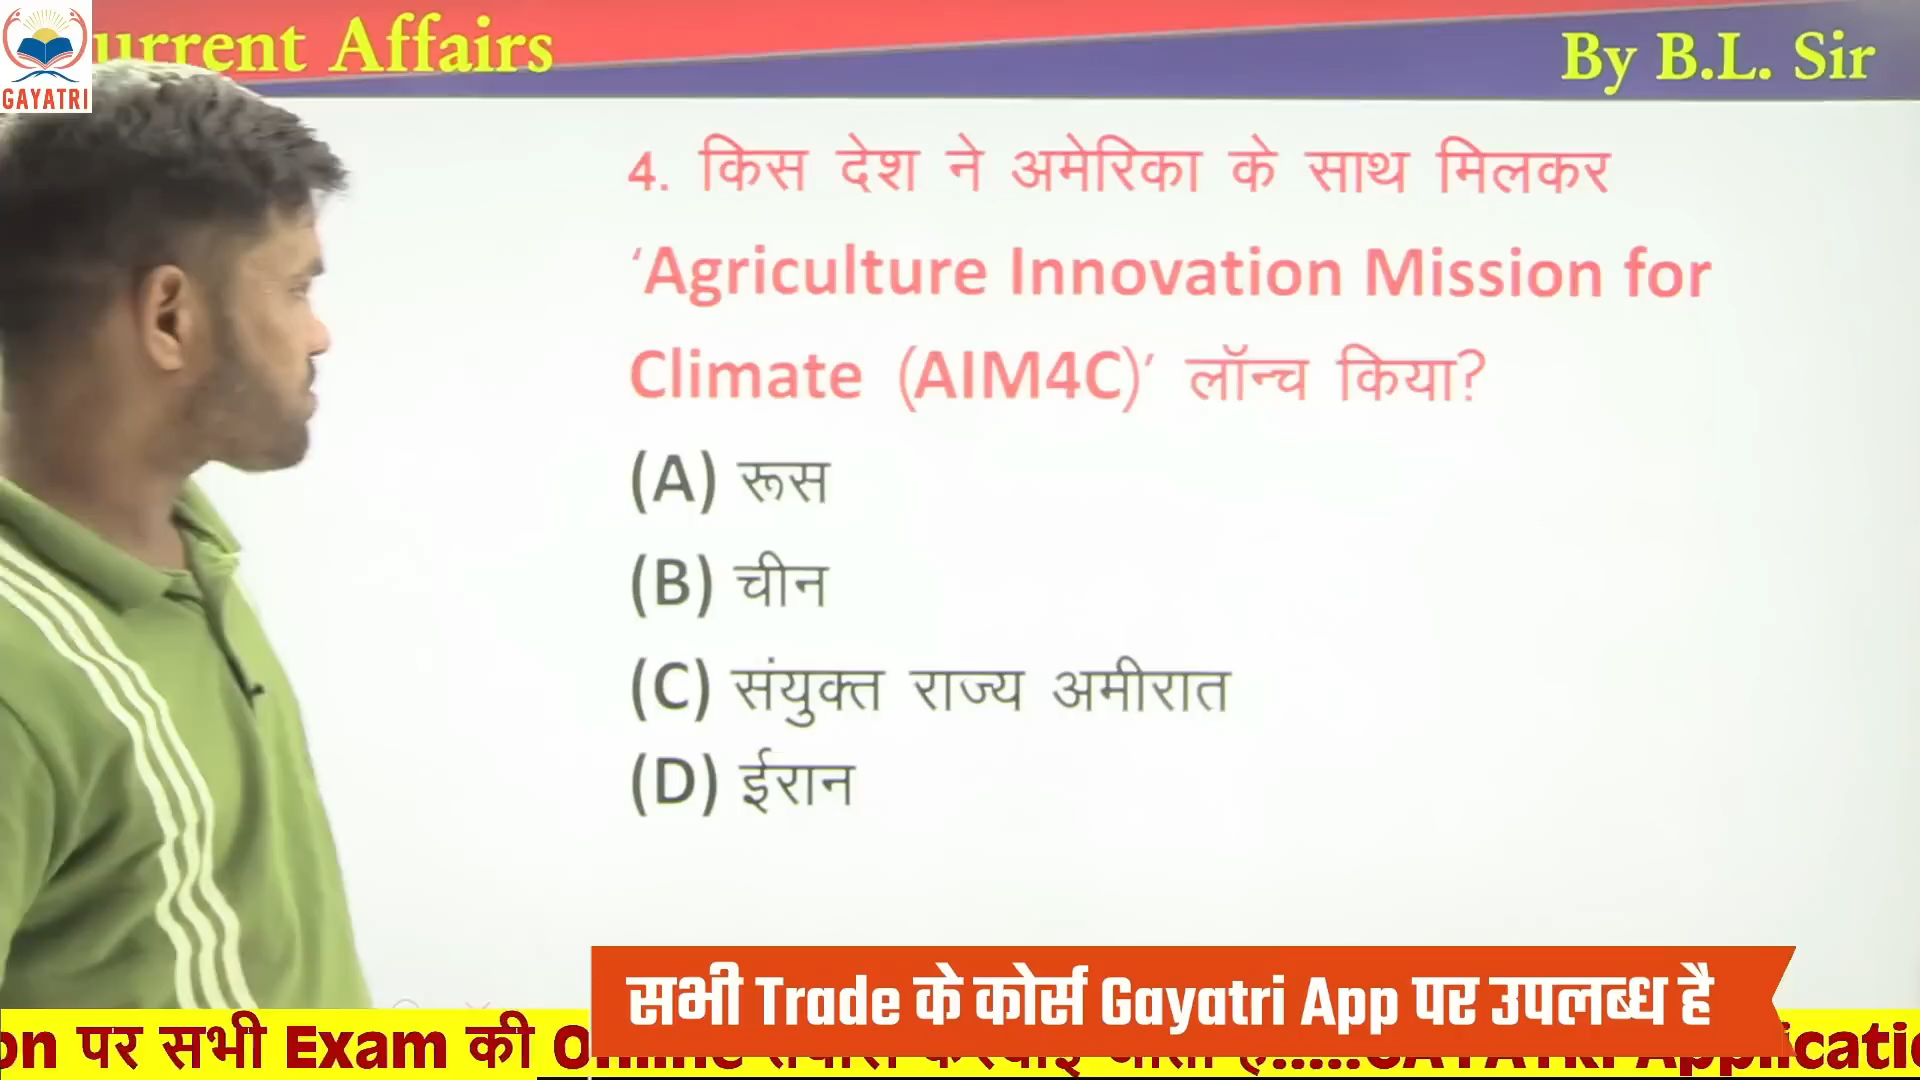 urrent Affairs
By B.L. Sir
GAYATRI
4. किस देश ने अमेरिका के साथ मिलकर
‘Agriculture Innovation Mission for
Climate (AIM4C)’ लॉन्च किया?
(A) रूस
(B) चीन
(C) संयुक्त राज्य अमीरात
(D) ईरान
सभी Trade के कोर्स Gayatri App पर उपलब्ध है
on पर सभी Exam की